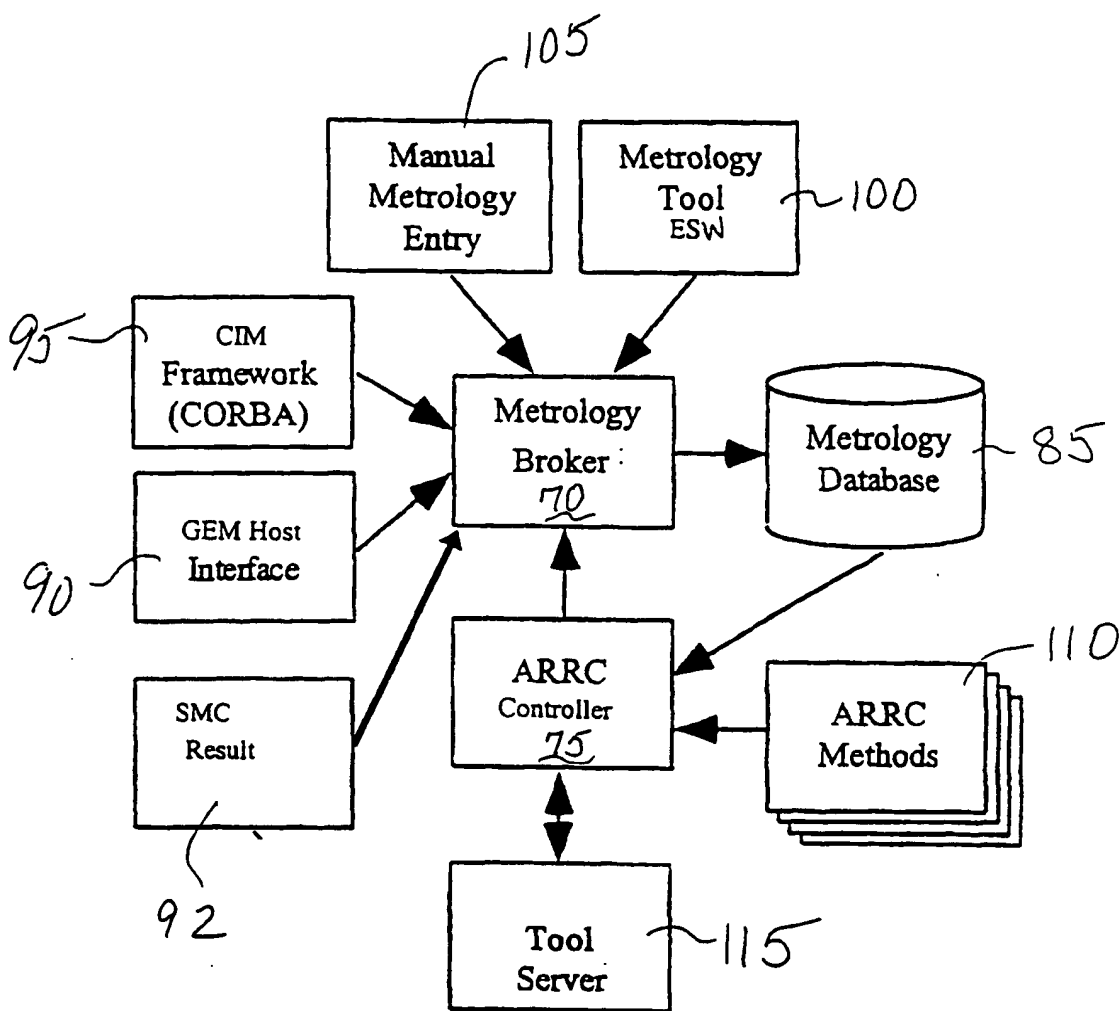 105
Manual
Metrology
Entry
Metrology
Tool
ESW
100
95
CIM
Framework
(CORBA)
Metrology
Broker
70
Metrology
Database
85
90
GEM Host
Interface
SMC
Result
92
ARRC
Controller
75
110
ARRC
Methods
Tool
Server
115